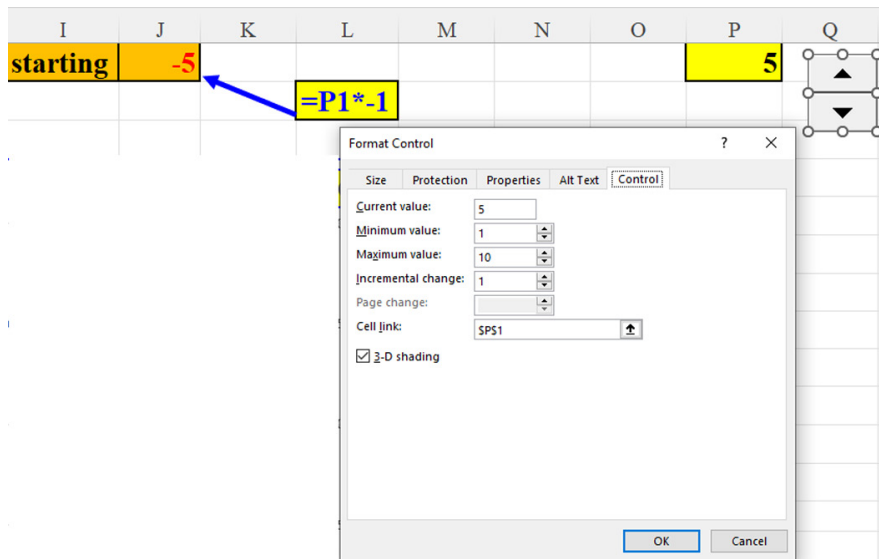 I J K L M N O P Q
starting -5 5
=P1*-1
Format Control ? ×
Size Protection Properties Alt Text Control
Current value: 5
Minimum value: 1
Maximum value: 10
Incremental change: 1
Page change:
Cell link: $P$1
3-D shading
OK Cancel